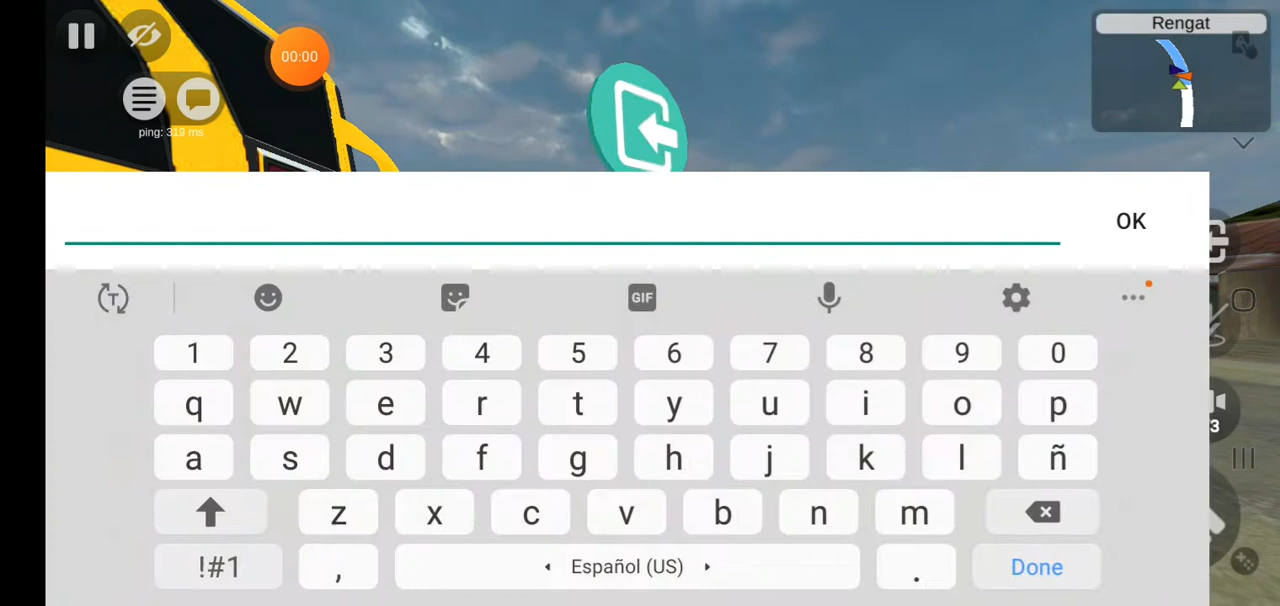 Rengat
00:00
ping: 319 ms
OK
T
GIF
1 2 3 4 5 6 7 8 9 0
q w e r t y u i o p
a s d f g h j k l ñ
z x c v b n m
3
!#1 , Español (US) . Done